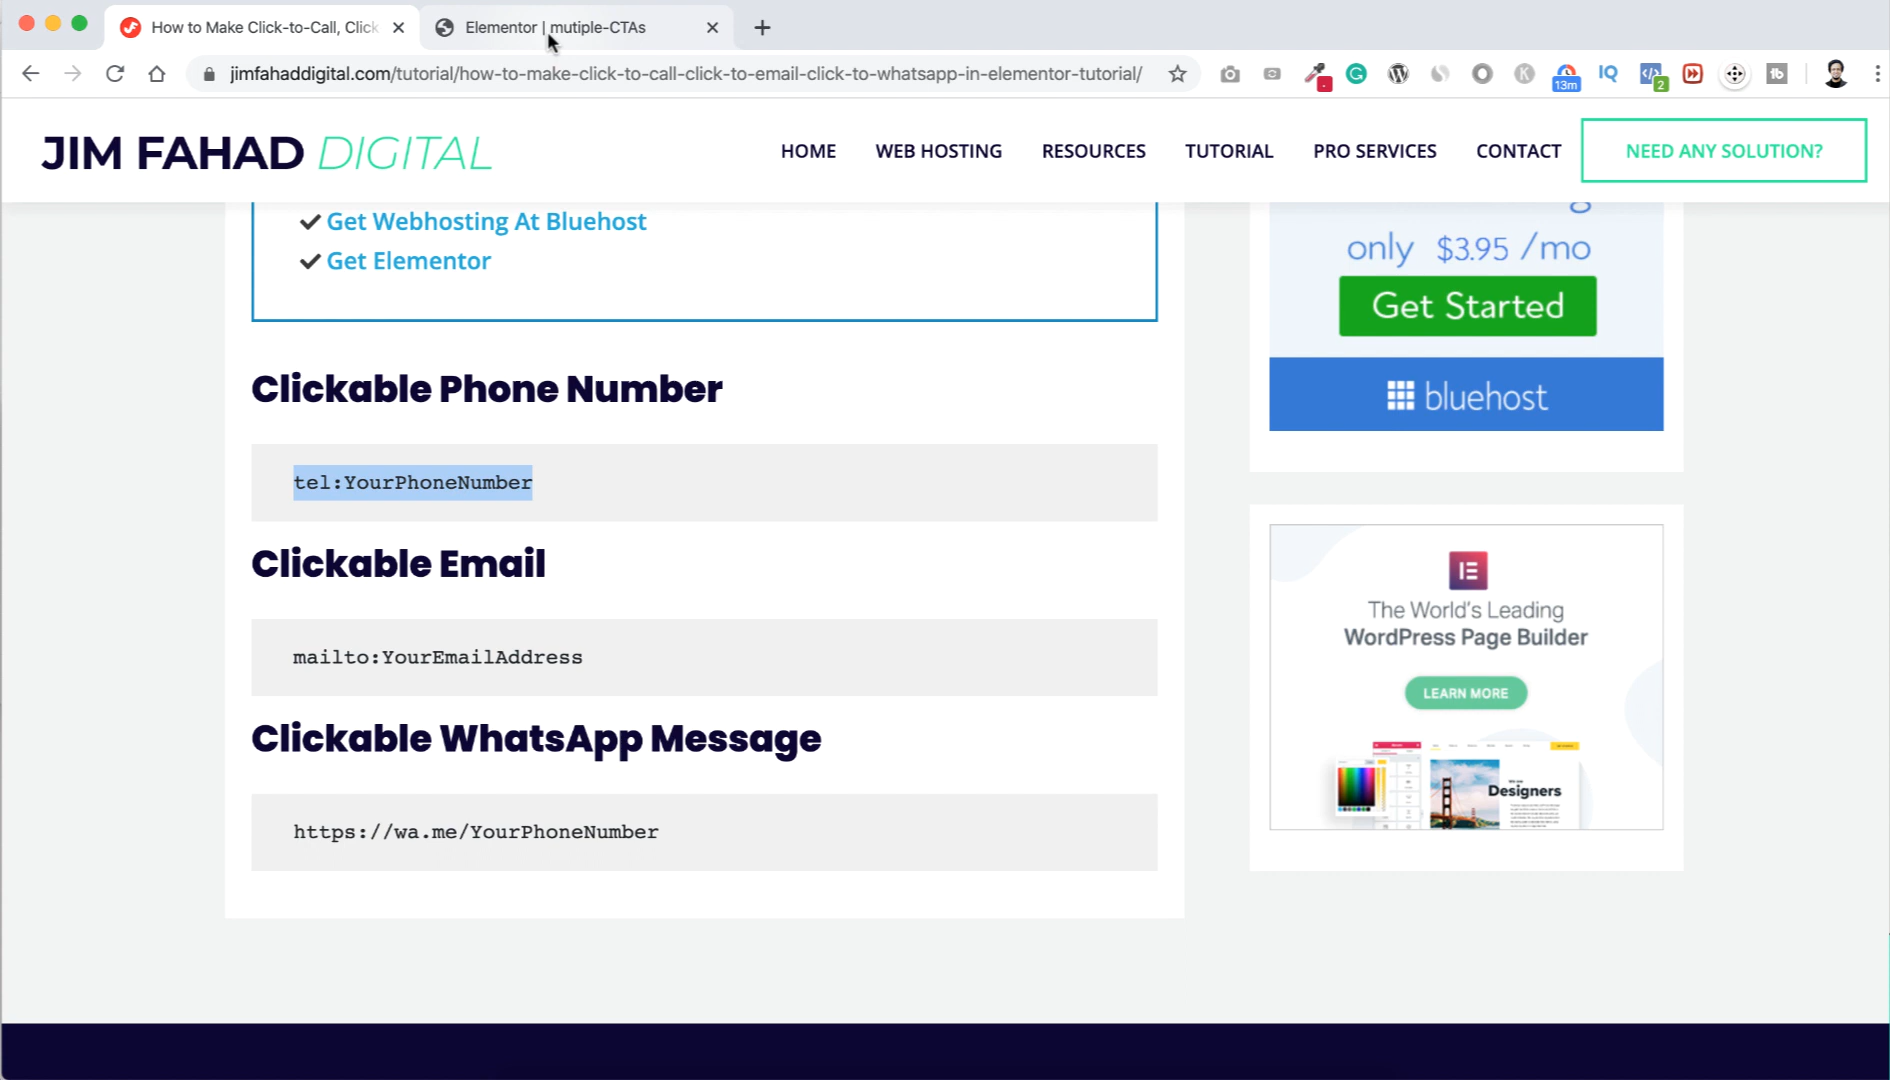 How to Make Click-to-Call, Click
Elementor | mutiple-CTAs
jimfahaddigital.com/tutorial/how-to-make-click-to-call-click-to-email-click-to-whatsapp-in-elementor-tutorial/
13m
IQ
2
JIM FAHAD DIGITAL
HOME
WEB HOSTING
RESOURCES
TUTORIAL
PRO SERVICES
CONTACT
NEED ANY SOLUTION?
Get Webhosting At Bluehost
Get Elementor
Clickable Phone Number
tel:YourPhoneNumber
Clickable Email
mailto:YourEmailAddress
Clickable WhatsApp Message
https://wa.me/YourPhoneNumber
only $3.95 /mo
Get Started
bluehost
The World's Leading
WordPress Page Builder
LEARN MORE
Designers